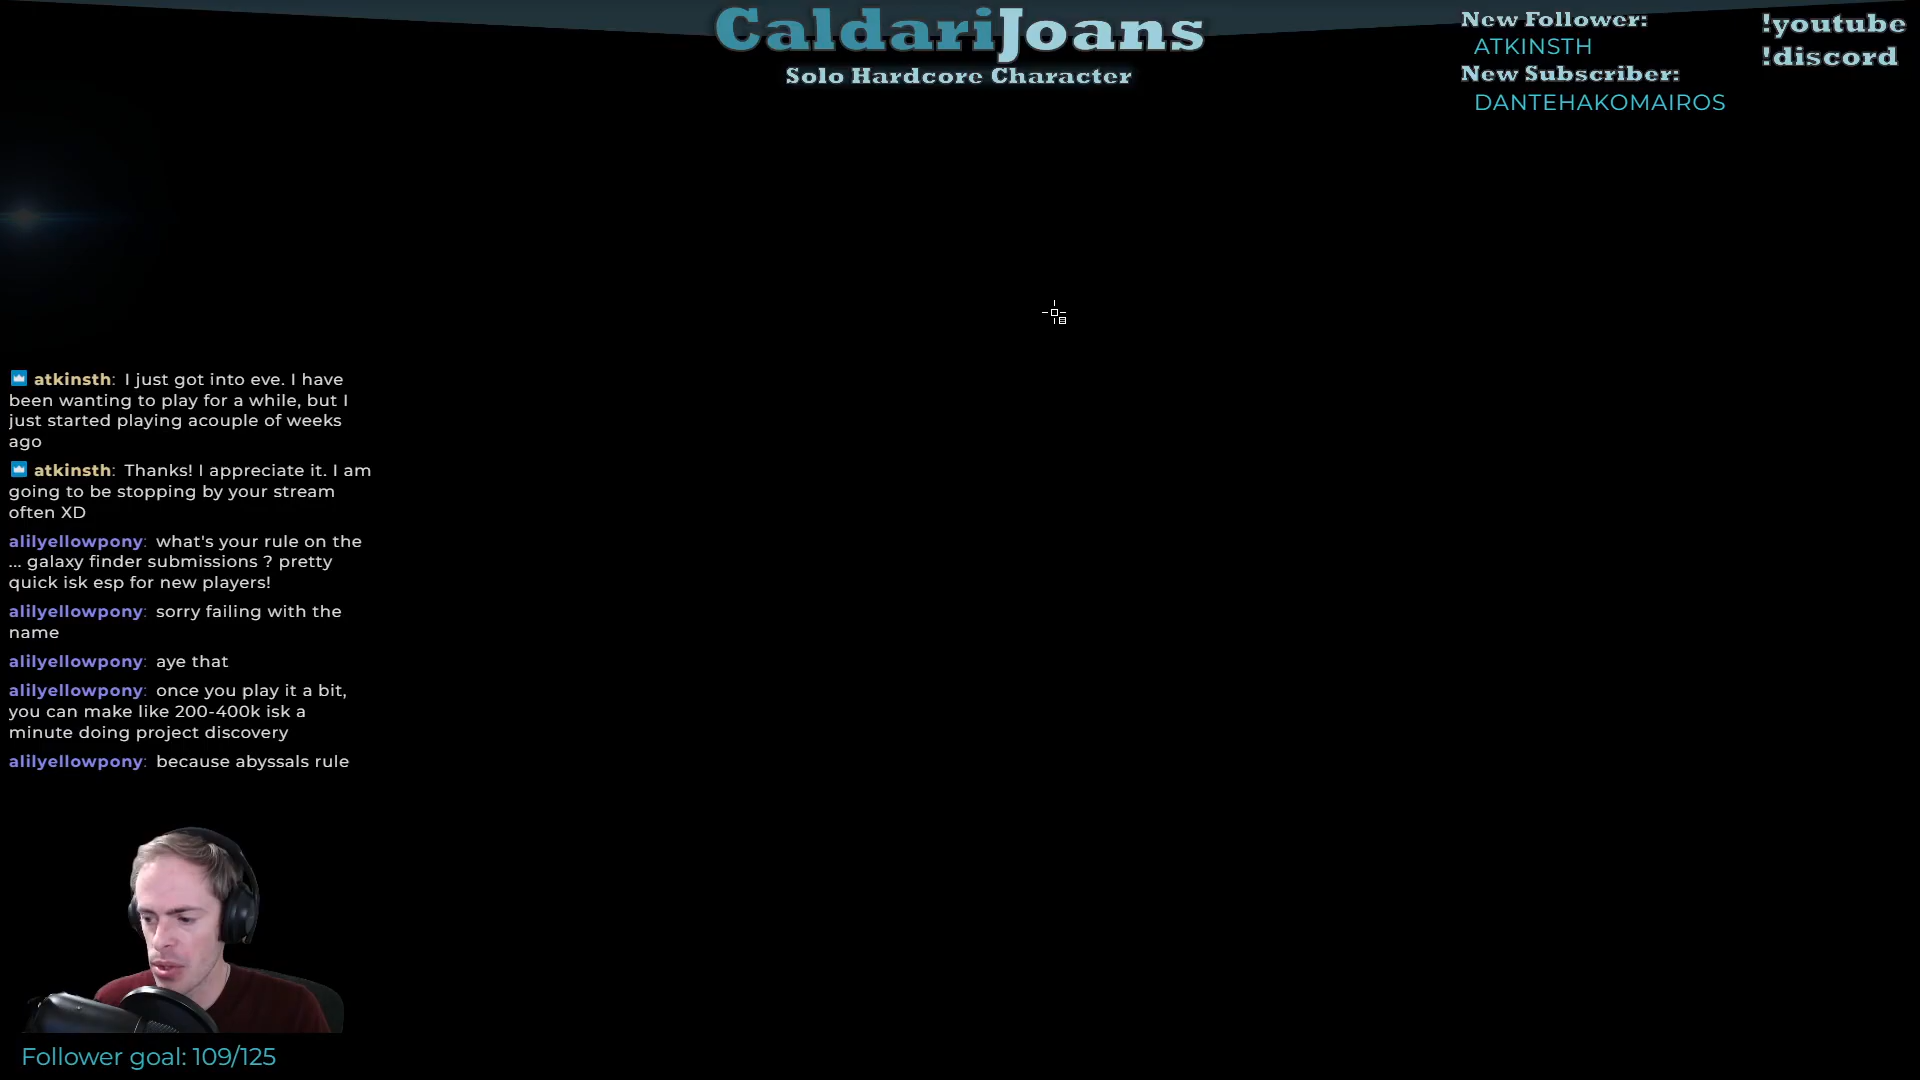 CaldariJoans
Solo Hardcore Character
New Follower:
ATKINSTH
New Subscriber:
DANTEHAKOMAIROS
!youtube
!discord
atkinsth: I just got into eve. I have
been wanting to play for a while, but I
just started playing acouple of weeks
ago
atkinsth: Thanks! I appreciate it. I am
going to be stopping by your stream
often XD
alilyellowpony: what's your rule on the
... galaxy finder submissions ? pretty
quick isk esp for new players!
alilyellowpony: sorry failing with the
name
alilyellowpony: aye that
alilyellowpony: once you play it a bit,
you can make like 200-400k isk a
minute doing project discovery
alilyellowpony: because abyssals rule
Follower goal: 109/125